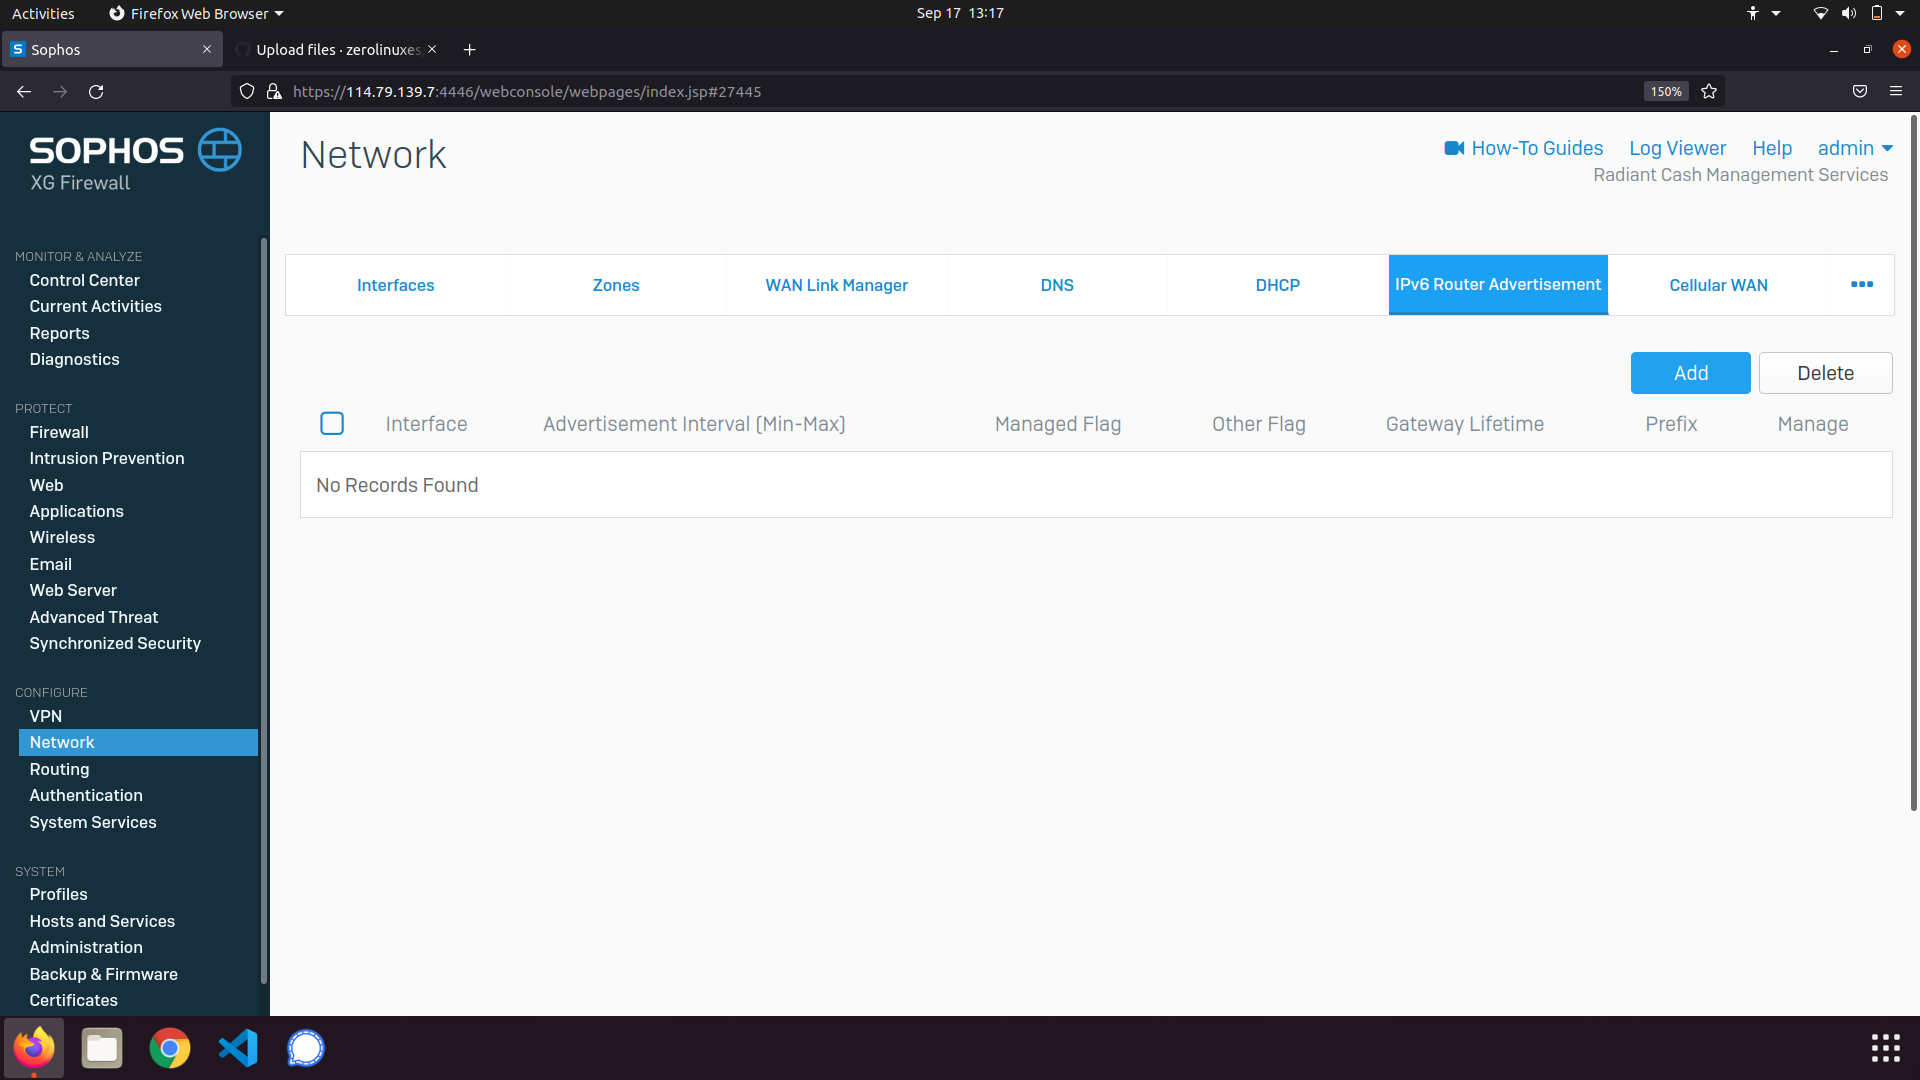 Activities
Firefox Web Browser
Sep 17 13:17
Sophos
Upload files · zerolinuxes
https://114.79.139.7:4446/webconsole/webpages/index.jsp#27445
150%
SOPHOS
XG Firewall
Network
How-To Guides
Log Viewer
Help
admin
Radiant Cash Management Services
MONITOR & ANALYZE
Control Center
Current Activities
Reports
Diagnostics
PROTECT
Firewall
Intrusion Prevention
Web
Applications
Wireless
Email
Web Server
Advanced Threat
Synchronized Security
CONFIGURE
VPN
Network
Routing
Authentication
System Services
SYSTEM
Profiles
Hosts and Services
Administration
Backup & Firmware
Certificates
Interfaces
Zones
WAN Link Manager
DNS
DHCP
IPv6 Router Advertisement
Cellular WAN
Add
Delete
Interface
Advertisement Interval (Min-Max)
Managed Flag
Other Flag
Gateway Lifetime
Prefix
Manage
No Records Found